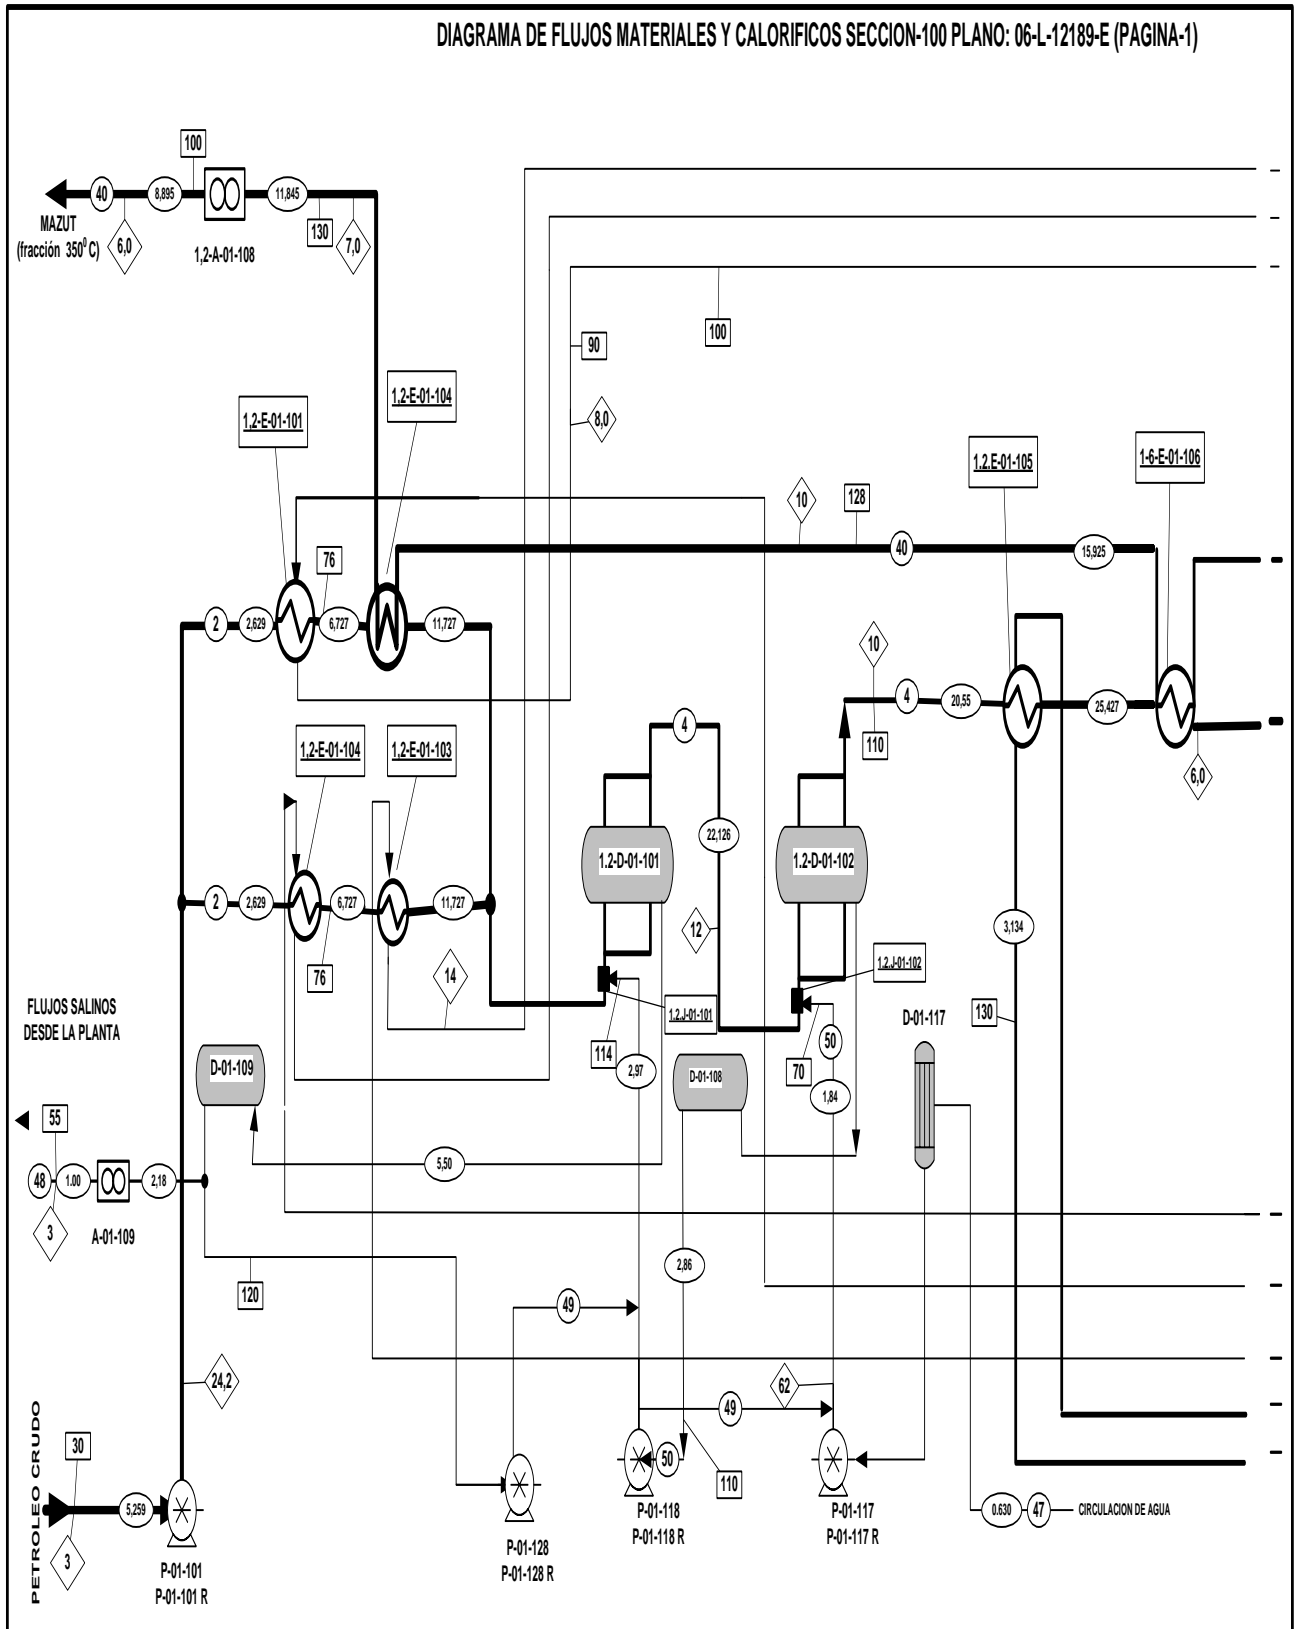 DIAGRAMA DE FLUJOS MATERIALES Y CALORIFICOS SECCION-100 PLANO: 06-L-12189-E (PAGINA-1)
100
40
8,895
11,845
MAZUT
(fracción 350⁰ C)
6,0
1,2-A-01-108
130
7,0
100
90
8,0
1,2-E-01-101
1,2-E-01-104
1.2.E-01-105
1-6-E-01-106
10
128
40
15,925
76
2
2,629
6,727
11,727
10
4
20,55
25,427
110
6,0
1,2-E-01-104
1,2-E-01-103
4
22,126
1.2-D-01-101
1.2-D-01-102
2
2,629
6,727
11,727
76
14
12
3,134
1.2.J-01-102
1.2.J-01-101
FLUJOS SALINOS
DESDE LA PLANTA
D-01-117
130
D-01-109
114
2,97
D-01-108
70
50
1,84
55
48
1.00
2,18
5,50
3
A-01-109
120
2,86
49
24,2
62
49
PETROLEO CRUDO
30
50
110
5,259
3
P-01-101
P-01-101 R
P-01-128
P-01-128 R
P-01-118
P-01-118 R
P-01-117
P-01-117 R
0.630
47
CIRCULACION DE AGUA